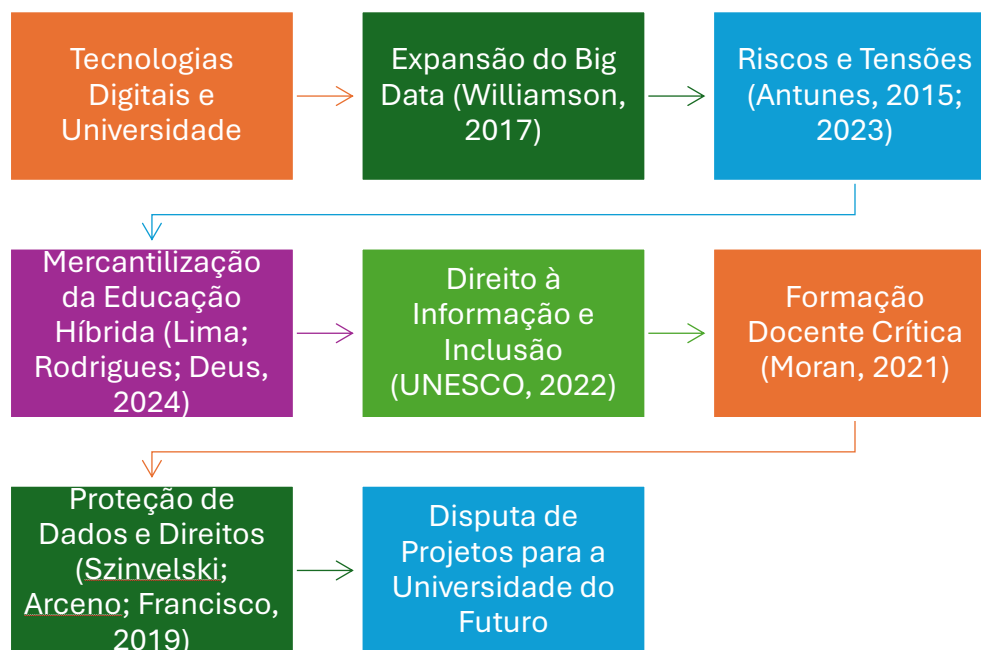 Tecnologias
Digitais e
Universidade
Expansão do Big
Data (Williamson,
2017)
Riscos e Tensões
(Antunes, 2015;
2023)
Mercantilização
da Educação
Híbrida (Lima;
Rodrigues; Deus,
2024)
Direito à
Informação e
Inclusão
(UNESCO, 2022)
Formação
Docente Crítica
(Moran, 2021)
Proteção de
Dados e Direitos
(Szinvelski;
Arceno; Francisco,
2019)
Disputa de
Projetos para a
Universidade do
Futuro